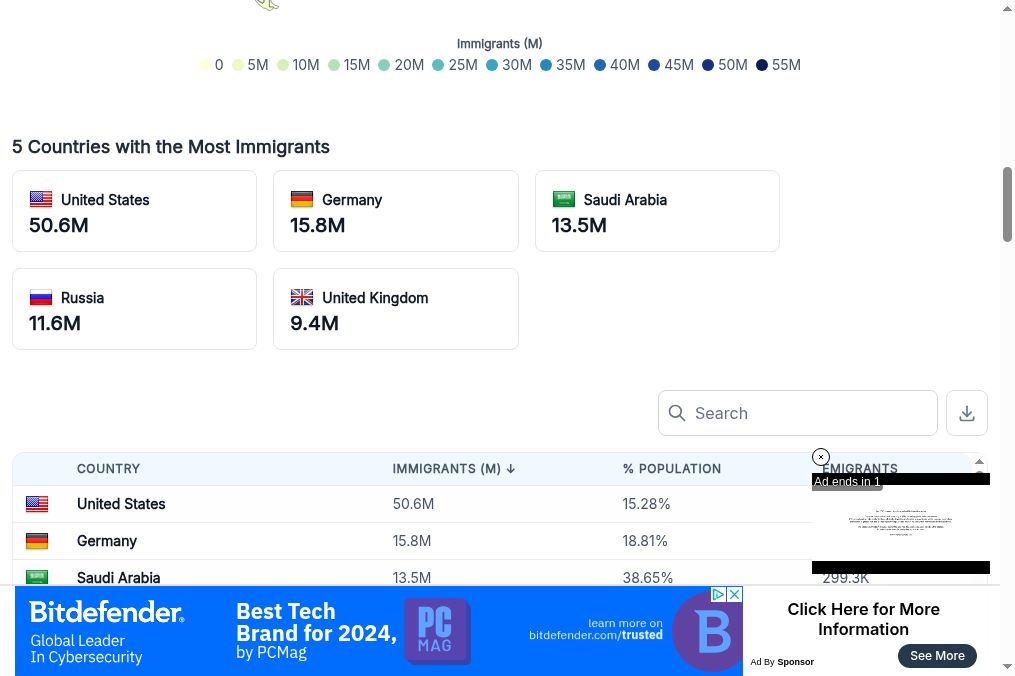 Immigrants (M)
0 5M 10M 15M 20M 25M 30M 35M 40M 45M 50M 55M
5 Countries with the Most Immigrants
United States
50.6M
Germany
15.8M
Saudi Arabia
13.5M
Russia
11.6M
United Kingdom
9.4M
Search
COUNTRY IMMIGRANTS (M) ↓ % POPULATION EMIGRANTS
Ad ends in 1
United States 50.6M 15.28%
Germany 15.8M 18.81%
Saudi Arabia 13.5M 38.65% 299.3K
Bitdefender®
Global Leader
In Cybersecurity
Best Tech
Brand for 2024,
by PCMag
PC
MAG
learn more on
bitdefender.com/trusted
B
Click Here for More
Information
Ad By Sponsor
See More